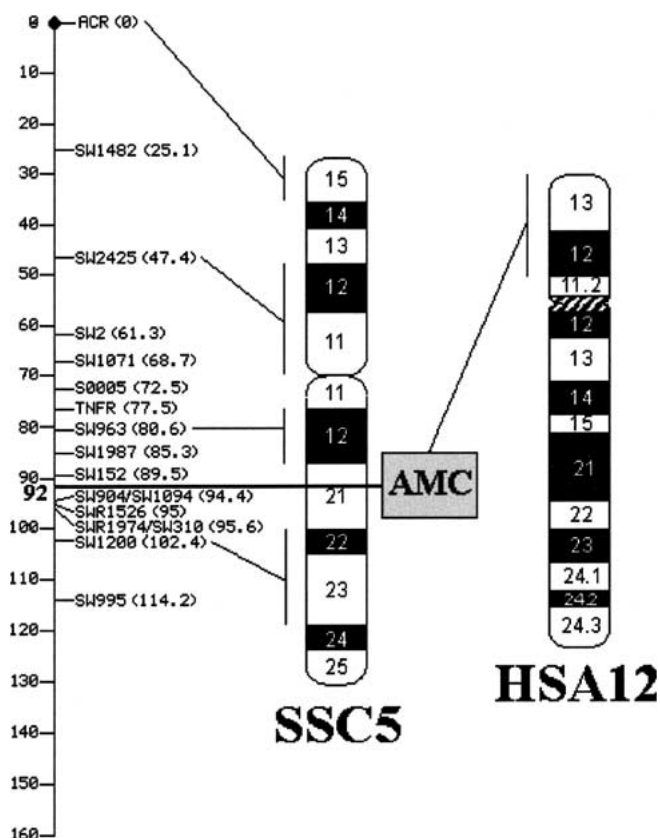 0 ACR (0)
10
20
SW1482 (25.1)
30
40
SW2425 (47.4)
50
60
SW2 (61.3)
SW1071 (68.7)
70
S0005 (72.5)
TNFR (77.5)
80
SW963 (80.6)
SW1987 (85.3)
90
SW152 (89.5)
92
SW904/SW1094 (94.4)
SWR1526 (95)
SWR1974/SW310 (95.6)
100
SW1200 (102.4)
110
SW995 (114.2)
120
130
140
150
160
15
14
13
12
11
11
12
21
22
23
24
25
SSC5
AMC
13
12
11.2
12
13
14
15
21
22
23
24.1
24.2
24.3
HSA12